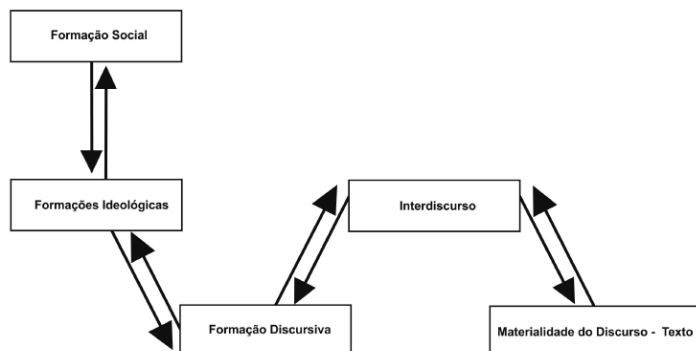 Formação Social
Formações Ideológicas
Interdiscurso
Formação Discursiva
Materialidade do Discurso - Texto